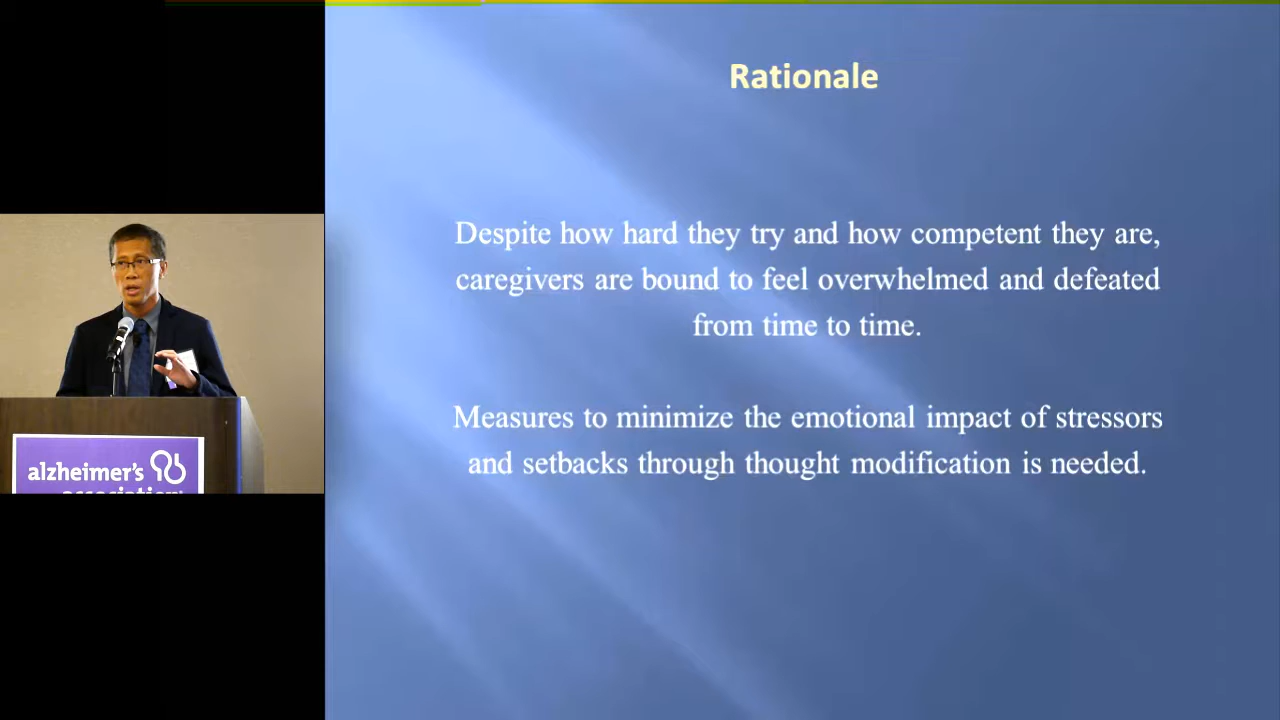 Rationale
Despite how hard they try and how competent they are,
caregivers are bound to feel overwhelmed and defeated
from time to time.
Measures to minimize the emotional impact of stressors
and setbacks through thought modification is needed.
alzheimer's
association